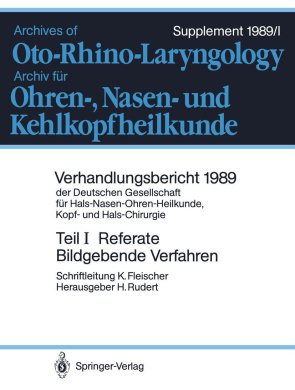 Archives of
Supplement 1989/I
Oto-Rhino-Laryngology
Archiv für
Ohren-, Nasen- und
Kehlkopfheilkunde
Verhandlungsbericht 1989
der Deutschen Gesellschaft
für Hals-Nasen-Ohren-Heilkunde,
Kopf- und Hals-Chirurgie
Teil I Referate
Bildgebende Verfahren
Schriftleitung K. Fleischer
Herausgeber H. Rudert
Springer-Verlag